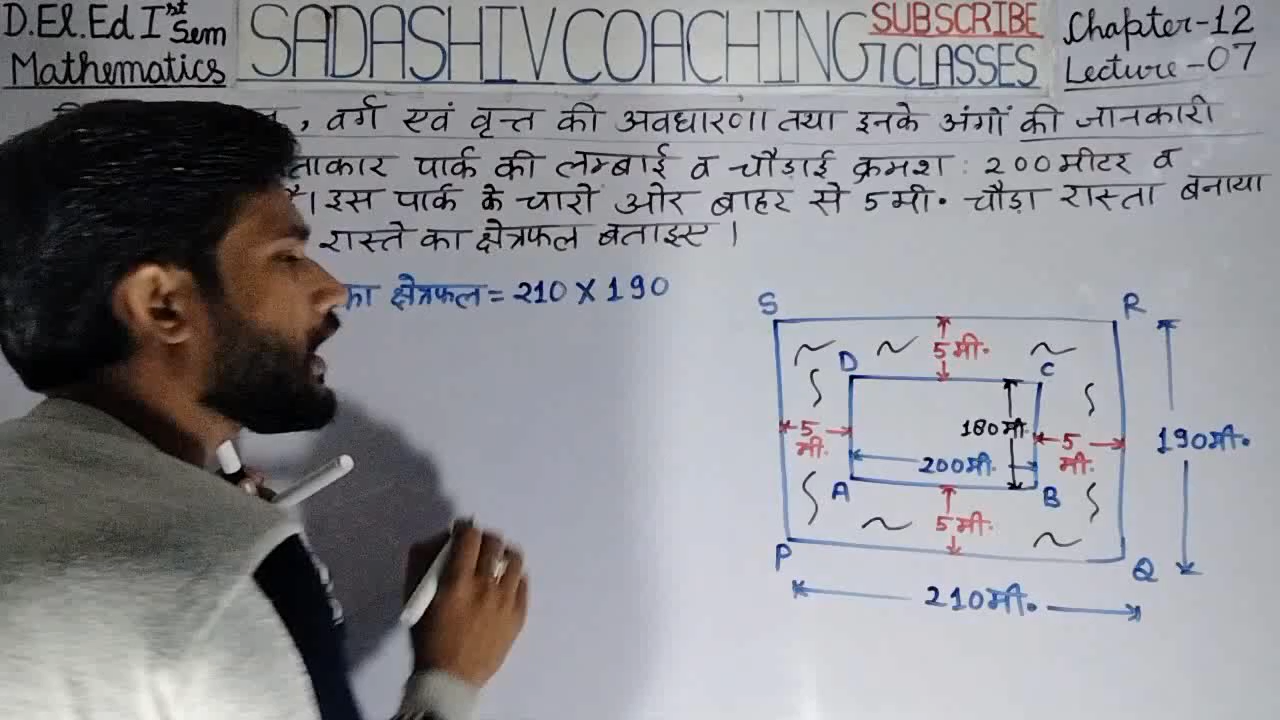 D.El.Ed Ist Sem
Mathematics
SADASHIV COACHING
SUBSCRIBE
CLASSES
Chapter-12
Lecture-07
, वर्ग एवं वृत्त की अवधारणा तथा इनके अंगों की जानकारी
ताकार पार्क की लम्बाई व चौड़ाई क्रमश: 200 मीटर व
है। इस पार्क के चारो ओर बाहर से 5 मी. चौड़ा रास्ता बनाया
रास्ते का क्षेत्रफल बताइए।
का क्षेत्रफल = 210 X 190
S
R
5 मी.
D
C
180 मी.
5 मी.
5 मी.
190 मी.
200 मी.
A
B
5 मी.
P
Q
210 मी.